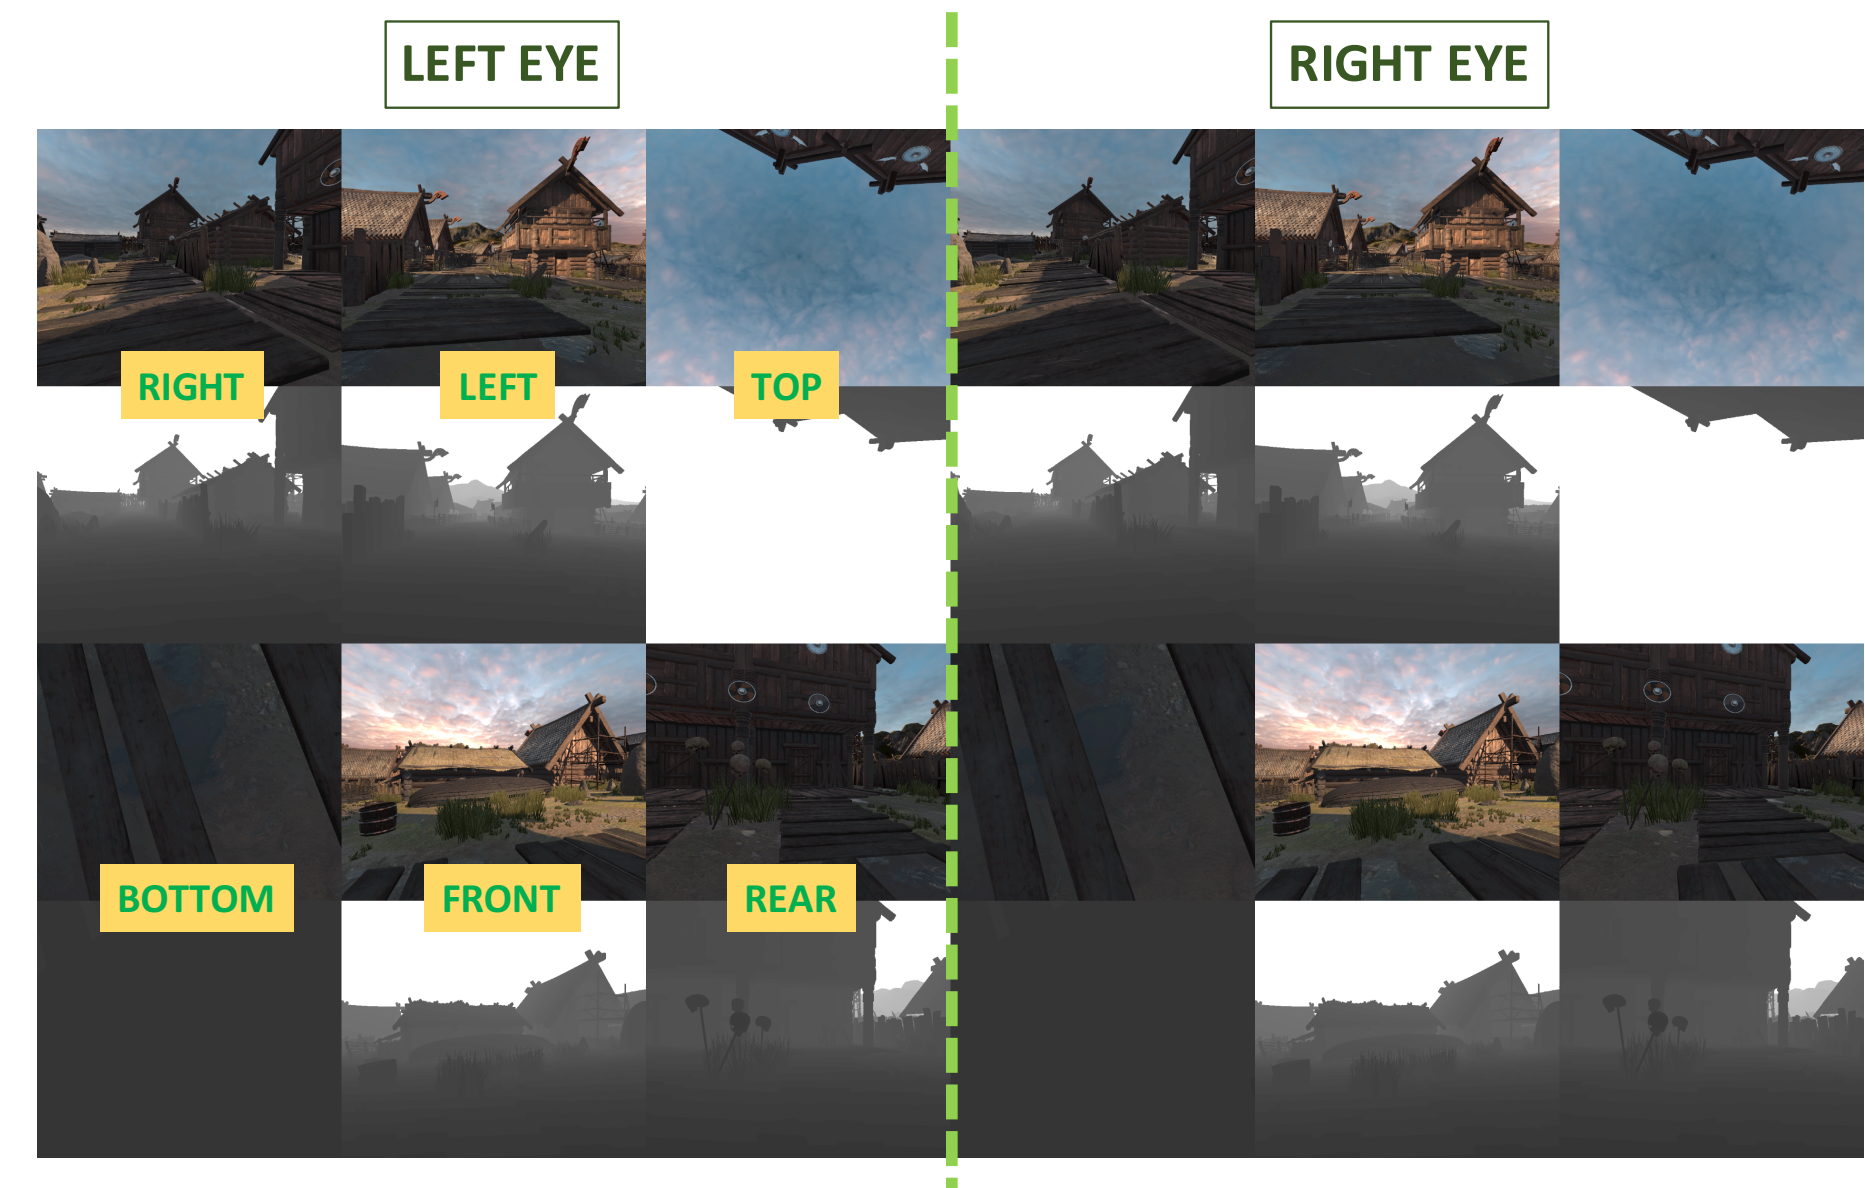 LEFT EYE
RIGHT EYE
RIGHT
LEFT
TOP
BOTTOM
FRONT
REAR